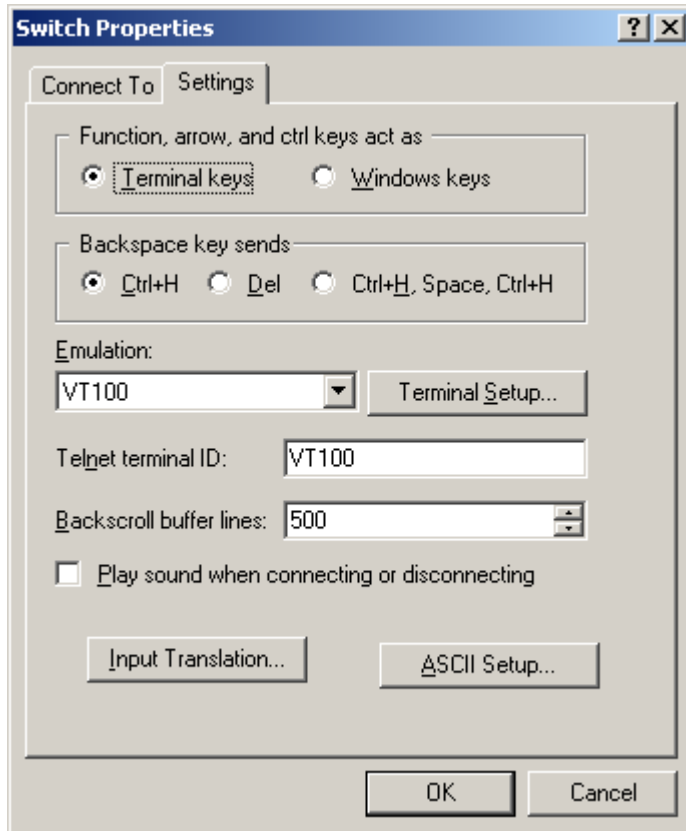 Switch Properties
Connect To Settings
Function, arrow, and ctrl keys act as
Terminal keys Windows keys
Backspace key sends
Ctrl+H Del Ctrl+H, Space, Ctrl+H
Emulation:
VT100 Terminal Setup...
Telnet terminal ID: VT100
Backscroll buffer lines: 500
Play sound when connecting or disconnecting
Input Translation... ASCII Setup...
OK Cancel